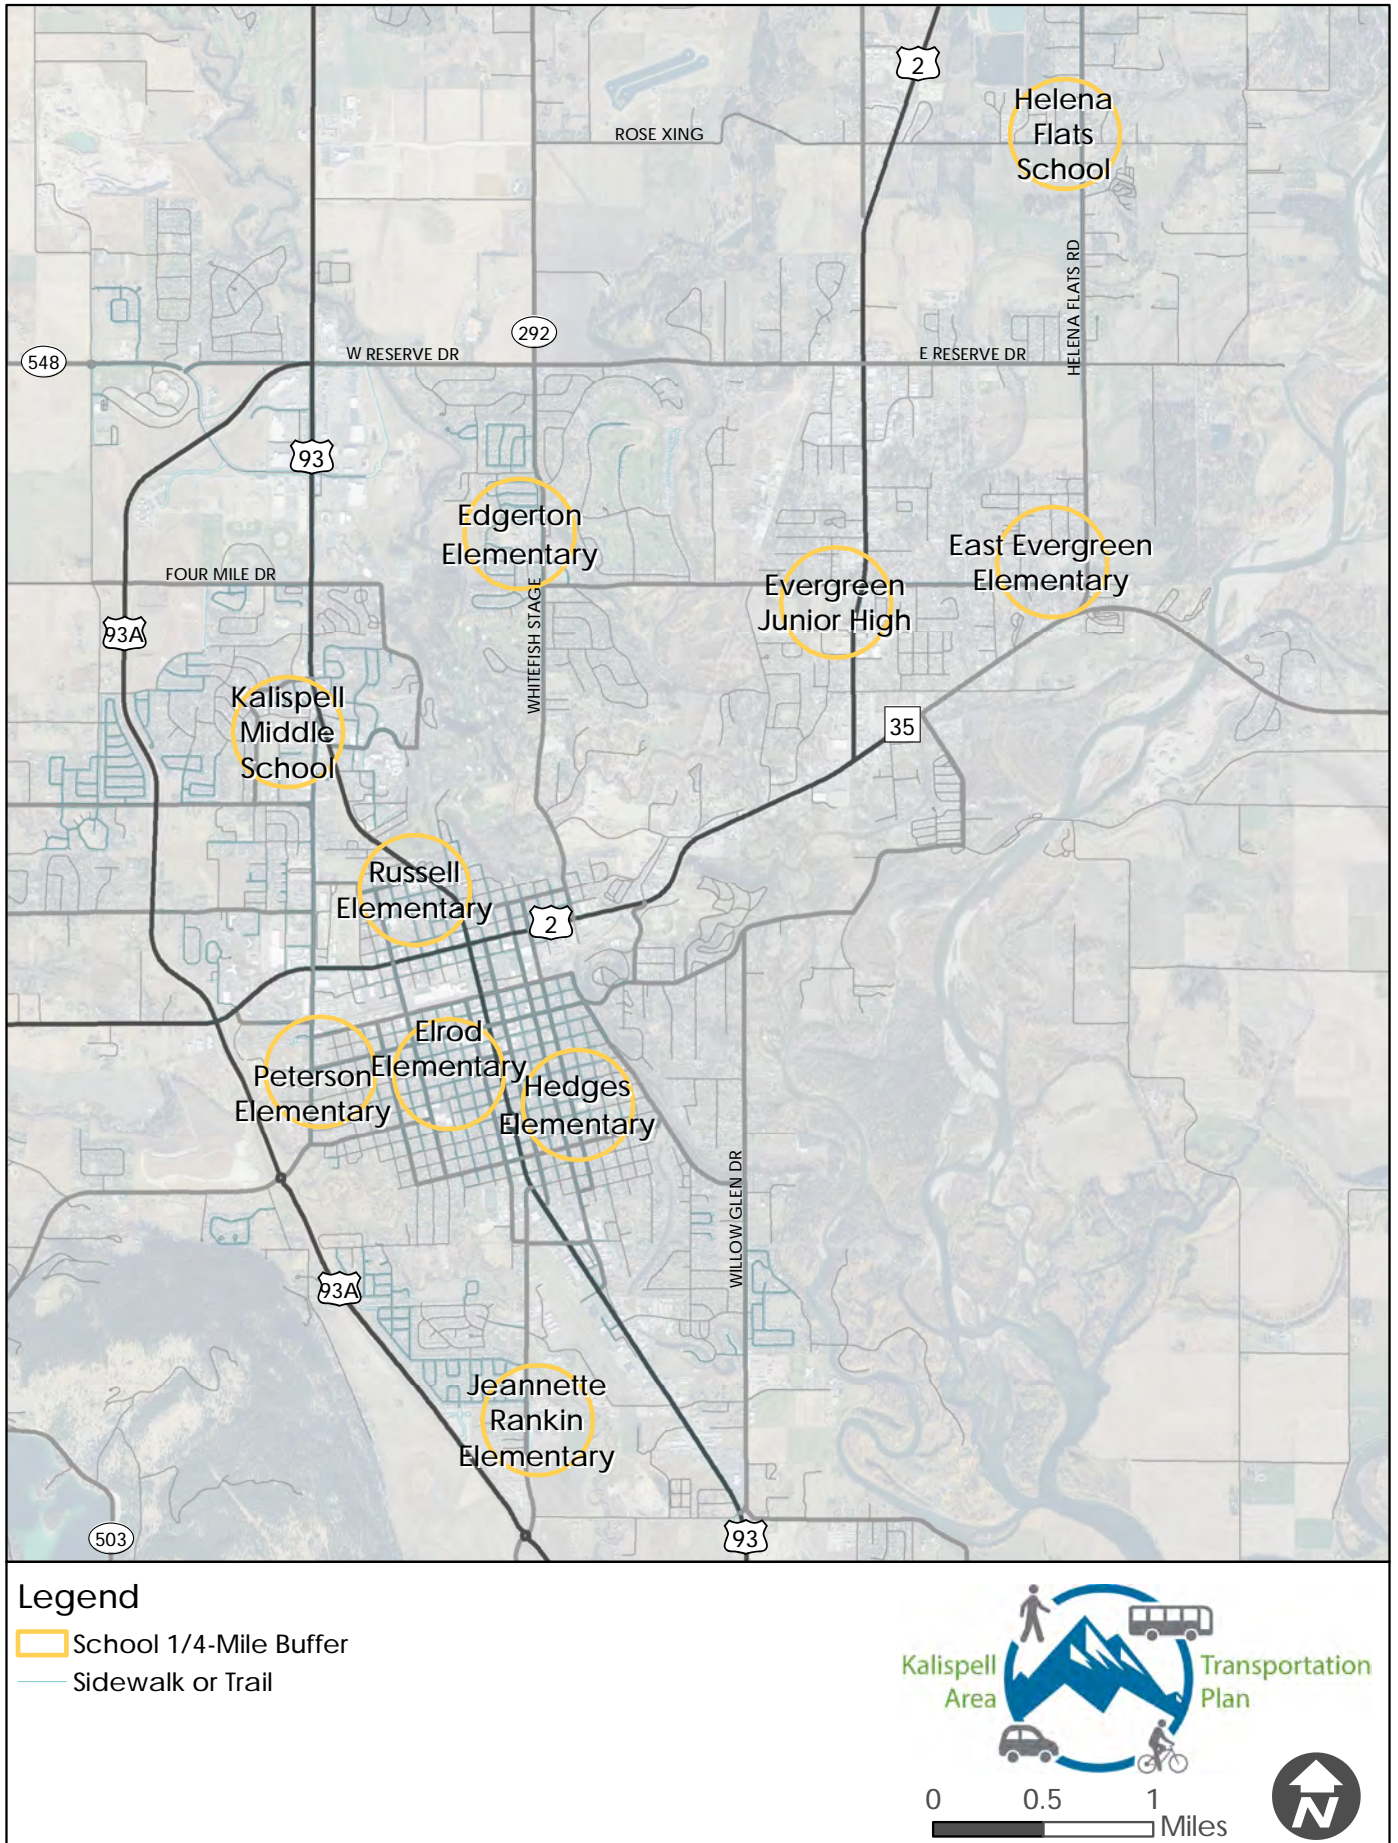 2
Helena
Flats
School
ROSE XING
HELENA FLATS RD
292
548
W RESERVE DR
E RESERVE DR
93
Edgerton
Elementary
East Evergreen
Elementary
FOUR MILE DR
Evergreen
Junior High
WHITEFISH STAGE
93A
Kalispell
Middle
School
35
Russell
Elementary
2
Elrod
Elementary
Peterson
Elementary
Hedges
Elementary
WILLOW GLEN DR
93A
Jeannette
Rankin
Elementary
503
93
Legend
School 1/4-Mile Buffer
Sidewalk or Trail
Kalispell
Area
Transportation
Plan
0 0.5 1
Miles
N